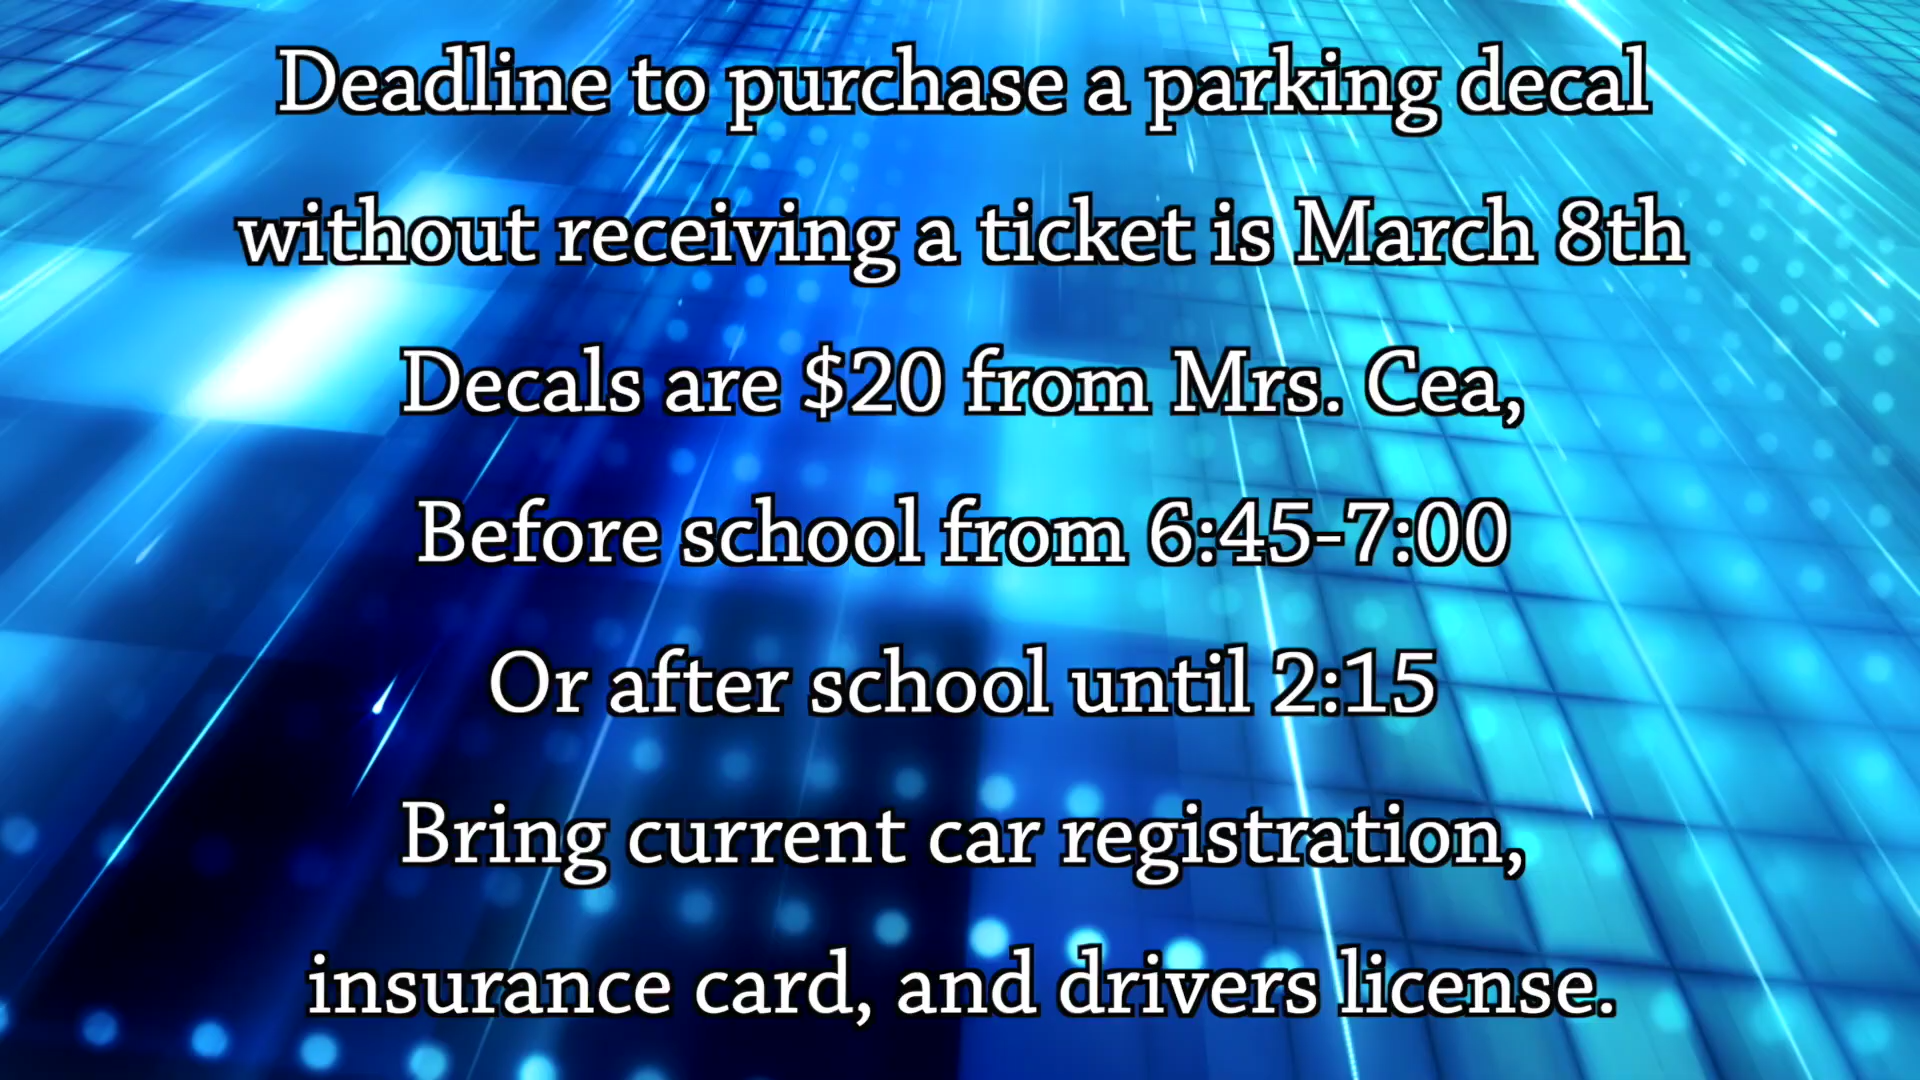 Deadline to purchase a parking decal
without receiving a ticket is March 8th
Decals are $20 from Mrs. Cea,
Before school from 6:45-7:00
Or after school until 2:15
Bring current car registration,
insurance card, and drivers license.